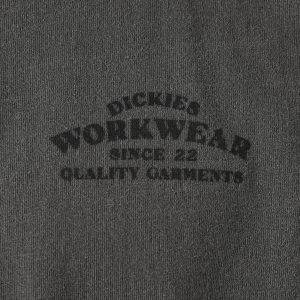 DICKIES
WORKWEAR
SINCE 22
QUALITY GARMENTS